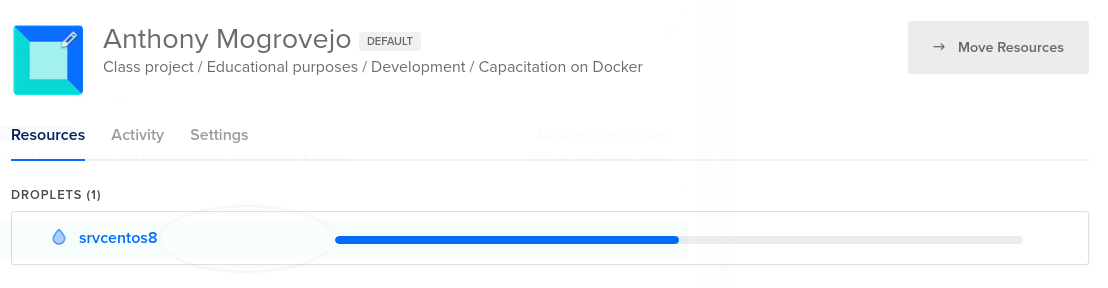 Anthony Mogrovejo DEFAULT
Class project / Educational purposes / Development / Capacitation on Docker
→ Move Resources
Resources Activity Settings
DROPLETS (1)
srvcentos8